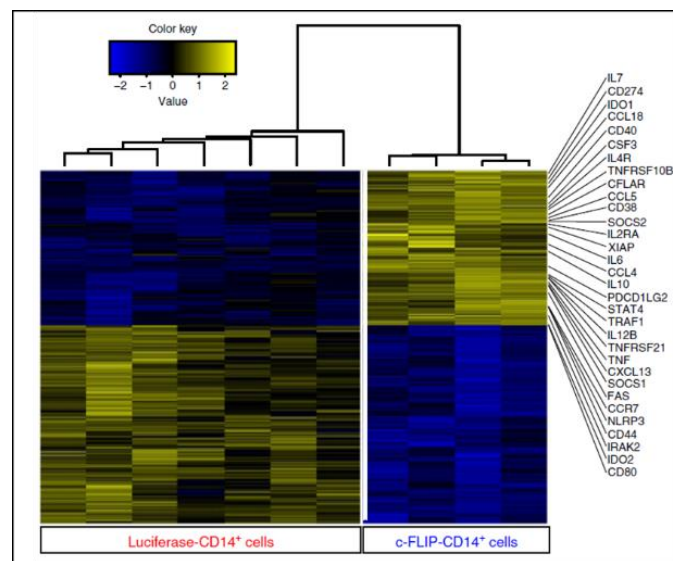 Color key
−2 −1 0 1 2
Value
IL7
CD274
IDO1
CCL18
CD40
CSF3
IL4R
TNFRSF10B
CFLAR
CCL5
CD38
SOCS2
IL2RA
XIAP
IL6
CCL4
IL10
PDCD1LG2
STAT4
TRAF1
IL12B
TNFRSF21
TNF
CXCL13
SOCS1
FAS
CCR7
NLRP3
CD44
IRAK2
IDO2
CD80
Luciferase-CD14⁺ cells
c-FLIP-CD14⁺ cells